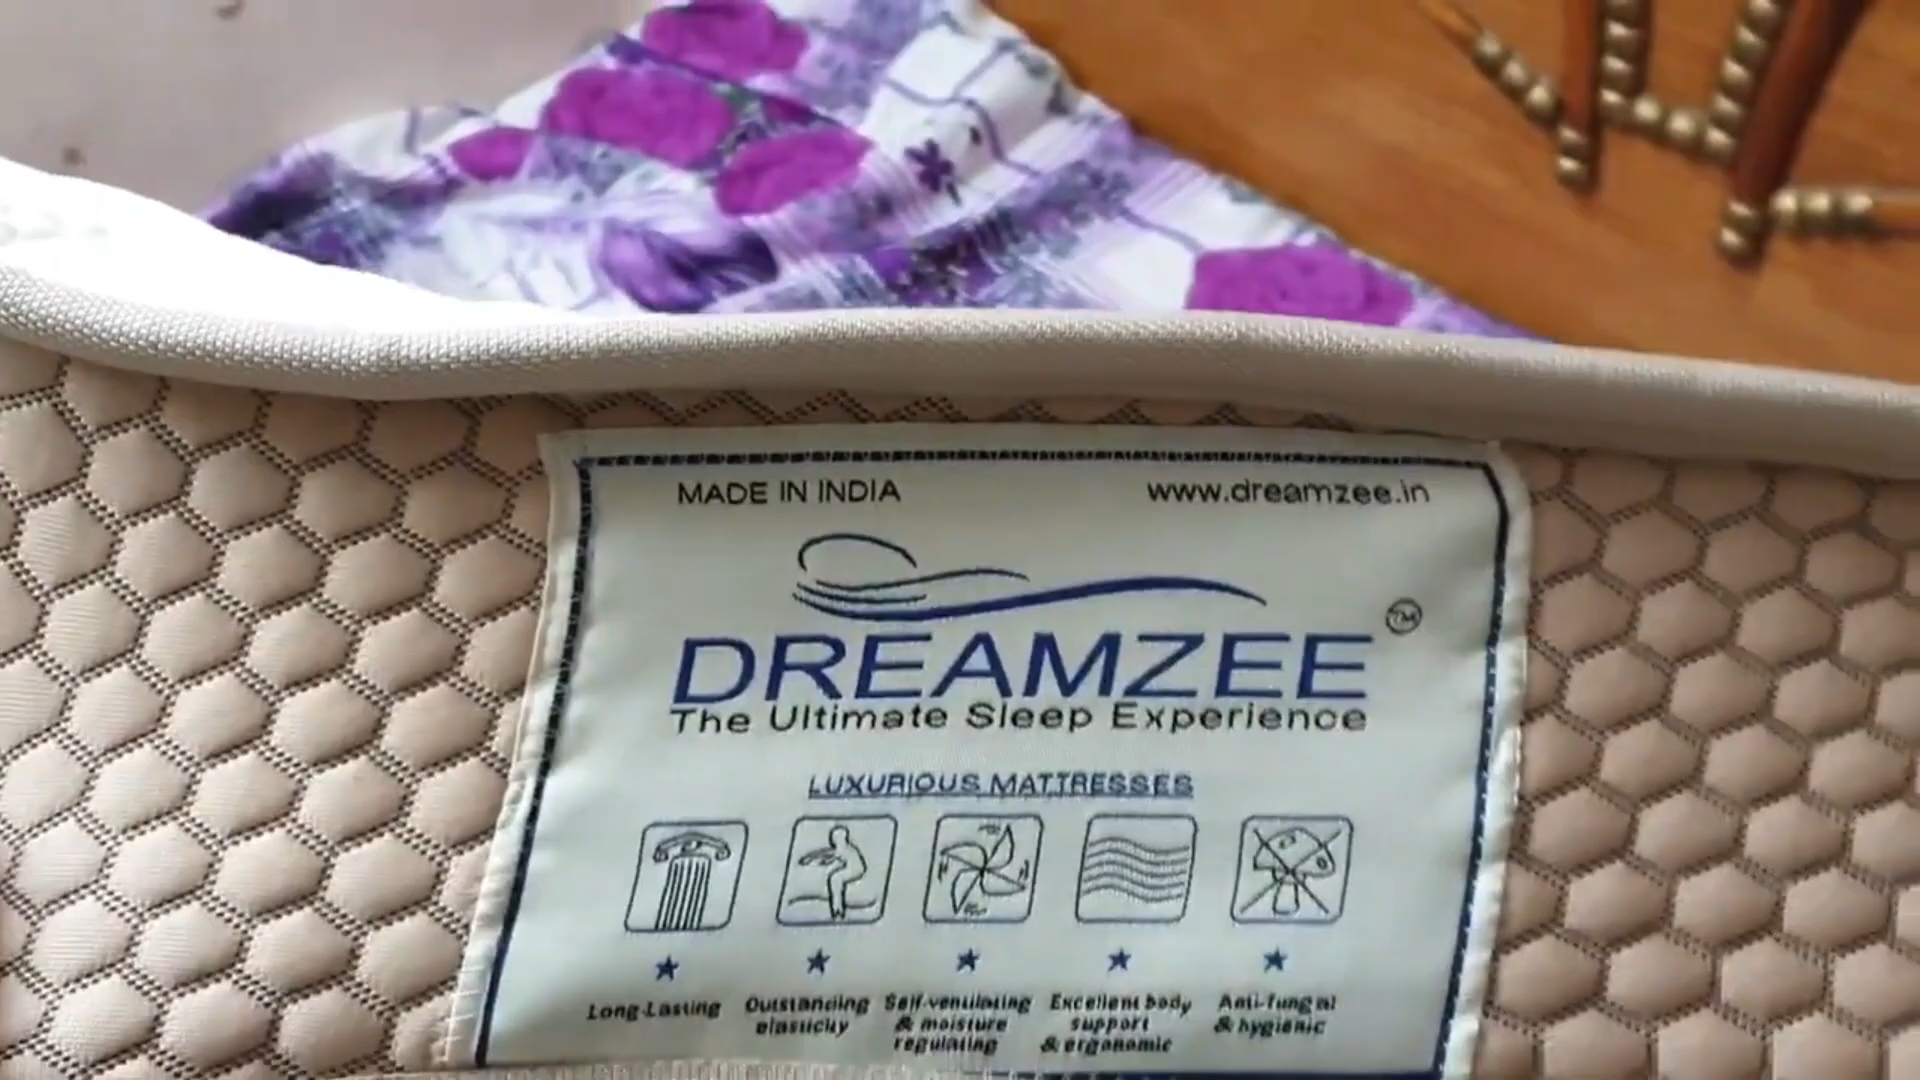 MADE IN INDIA www.dreamzee.in
TM
DREAMZEE
The Ultimate Sleep Experience
LUXURIOUS MATTRESSES
Long-Lasting
Outstanding elasticity
Self-ventilating & moisture regulating
Excellent body support & ergonomic
Anti-fungal & hygienic